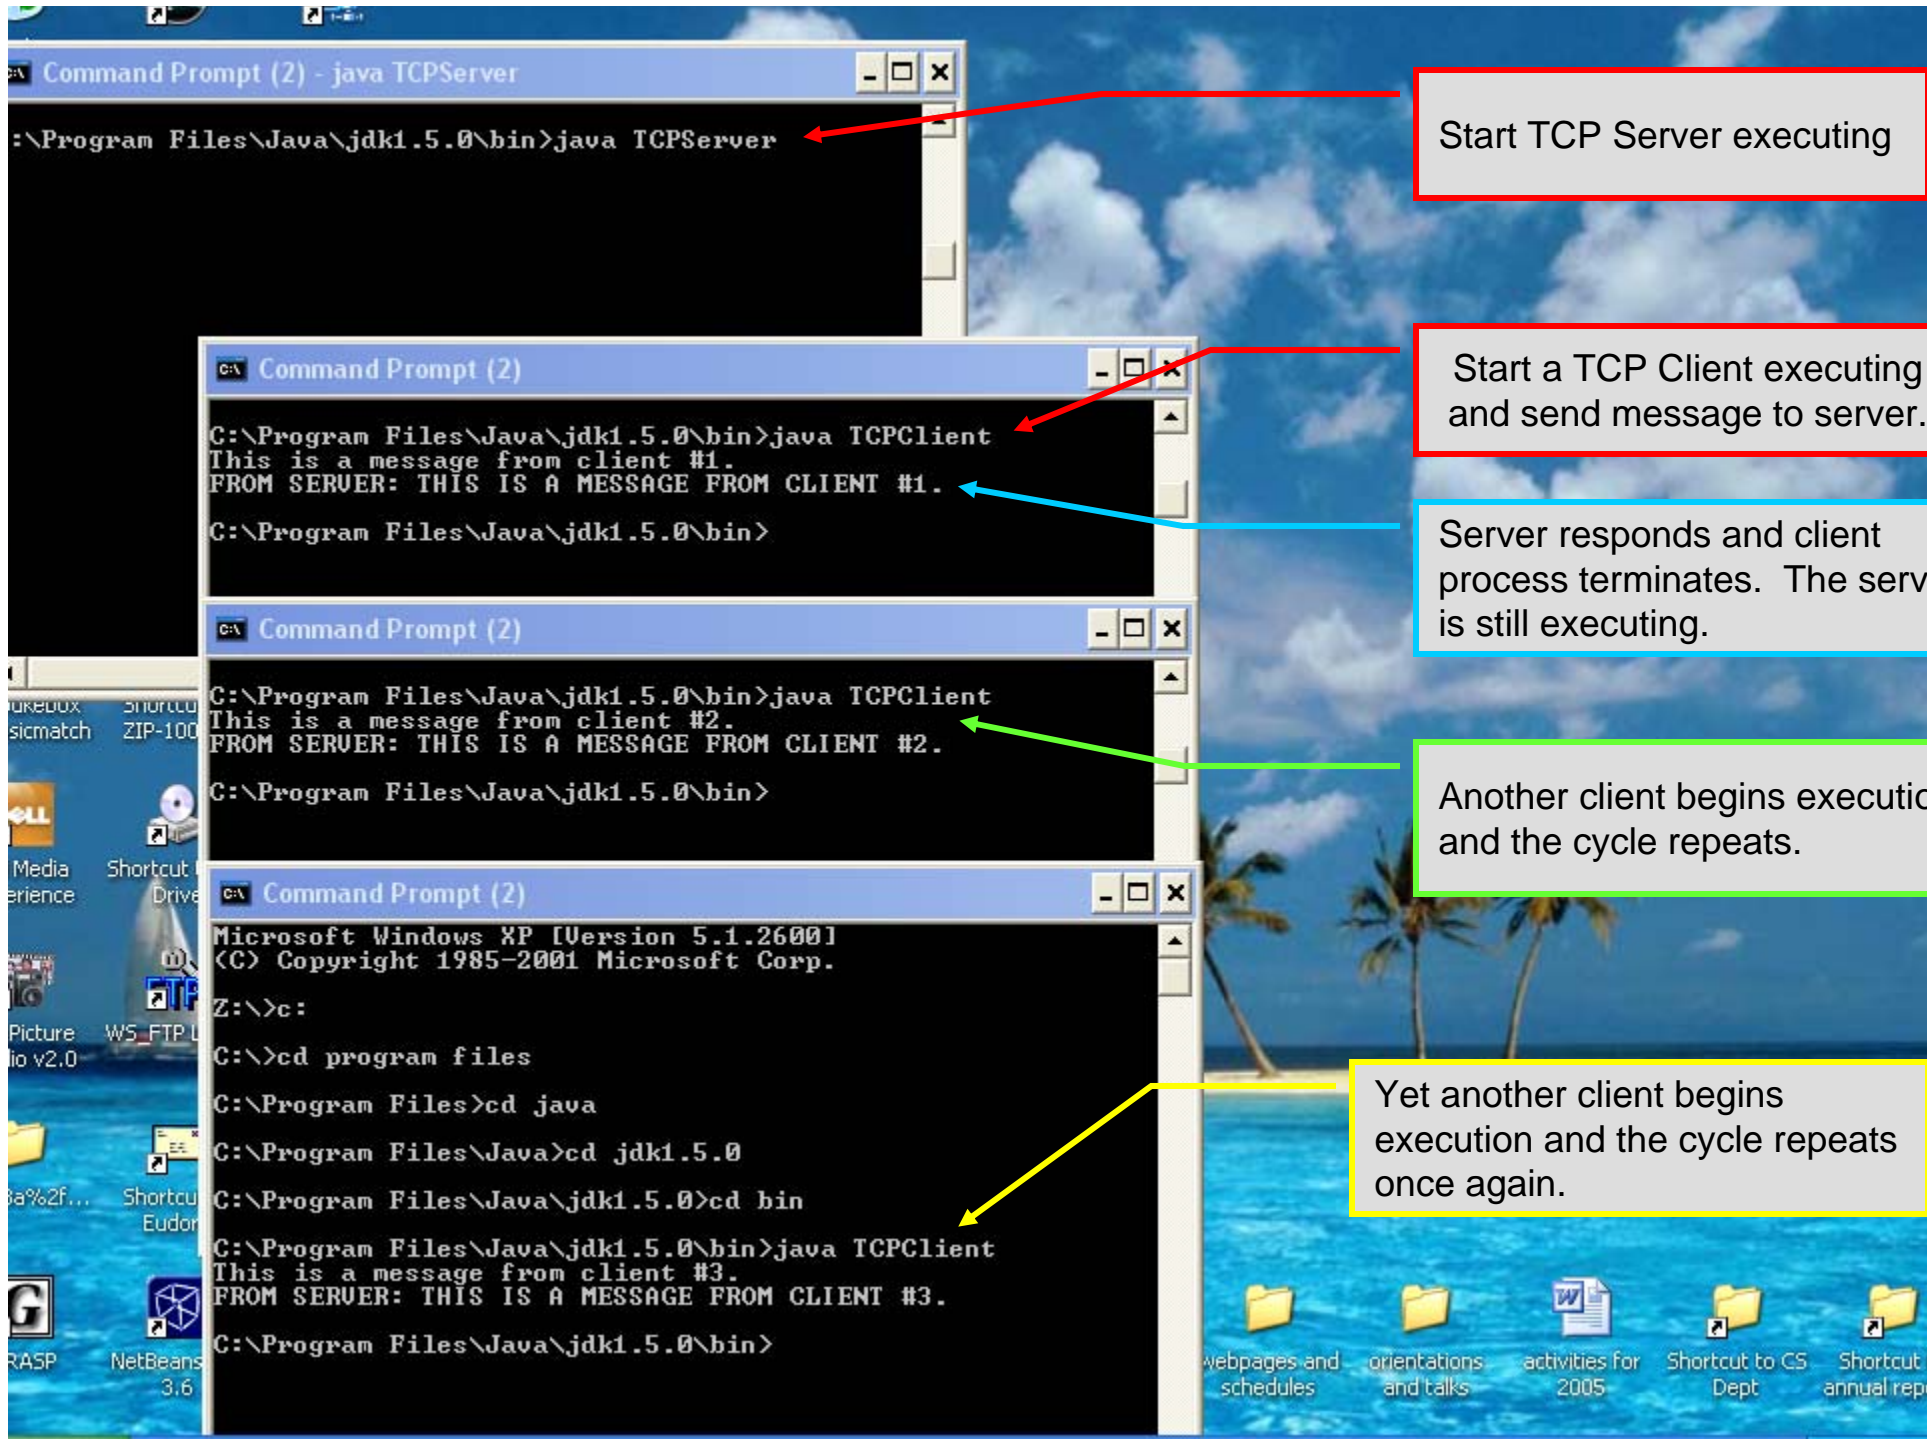 Command Prompt (2) - java TCPServer
:\Program Files\Java\jdk1.5.0\bin>java TCPServer
Start TCP Server executing
Command Prompt (2)
C:\Program Files\Java\jdk1.5.0\bin>java TCPClient
This is a message from client #1.
FROM SERVER: THIS IS A MESSAGE FROM CLIENT #1.
C:\Program Files\Java\jdk1.5.0\bin>
Start a TCP Client executing
and send message to server.
Server responds and client
process terminates. The serv
is still executing.
Command Prompt (2)
C:\Program Files\Java\jdk1.5.0\bin>java TCPClient
This is a message from client #2.
FROM SERVER: THIS IS A MESSAGE FROM CLIENT #2.
C:\Program Files\Java\jdk1.5.0\bin>
Another client begins executio
and the cycle repeats.
Command Prompt (2)
Microsoft Windows XP [Version 5.1.2600]
(C) Copyright 1985-2001 Microsoft Corp.
Z:\>c:
C:\>cd program files
C:\Program Files>cd java
C:\Program Files\Java>cd jdk1.5.0
C:\Program Files\Java\jdk1.5.0>cd bin
C:\Program Files\Java\jdk1.5.0\bin>java TCPClient
This is a message from client #3.
FROM SERVER: THIS IS A MESSAGE FROM CLIENT #3.
C:\Program Files\Java\jdk1.5.0\bin>
Yet another client begins
execution and the cycle repeats
once again.
sicmatch
ZIP-100
Media
erience
Shortcut
Drive
Picture
io v2.0
WS_FTP L
3a%2f...
Shortcu
Eudor
RASP
NetBeans
3.6
webpages and
schedules
orientations
and talks
activities for
2005
Shortcut to CS
Dept
Shortcut
annual rep